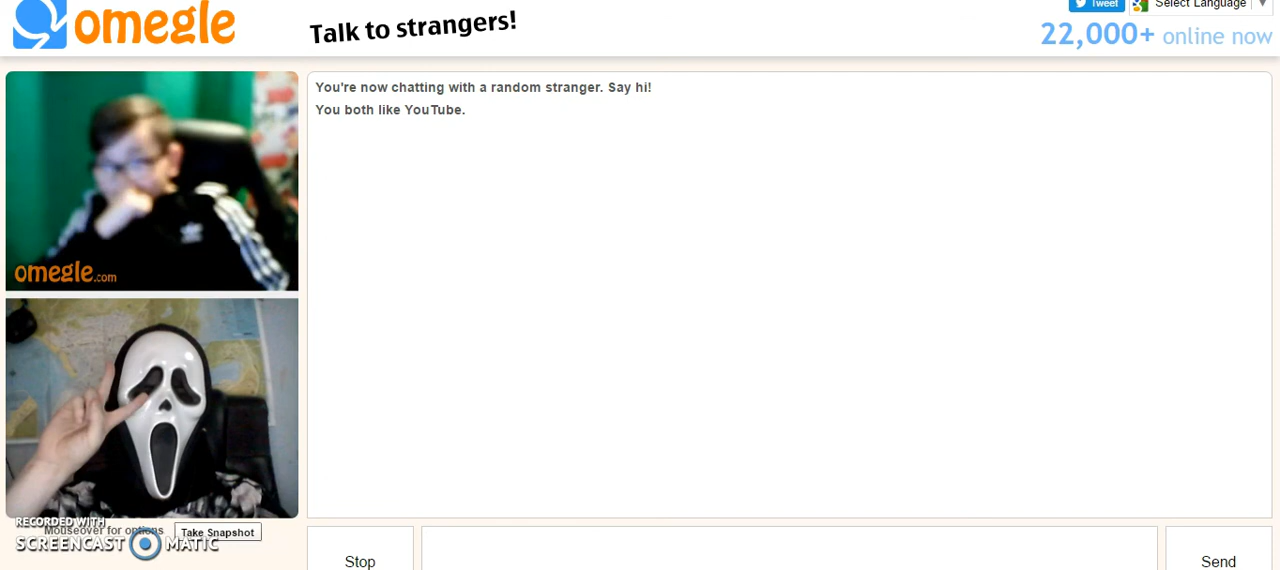 omegle
Talk to strangers!
Tweet
Select Language ▼
22,000+ online now
You're now chatting with a random stranger. Say hi!
You both like YouTube.
omegle.com
RECORDED WITH
Mouseover for options
Take Snapshot
SCREENCAST MATIC
Stop
Send